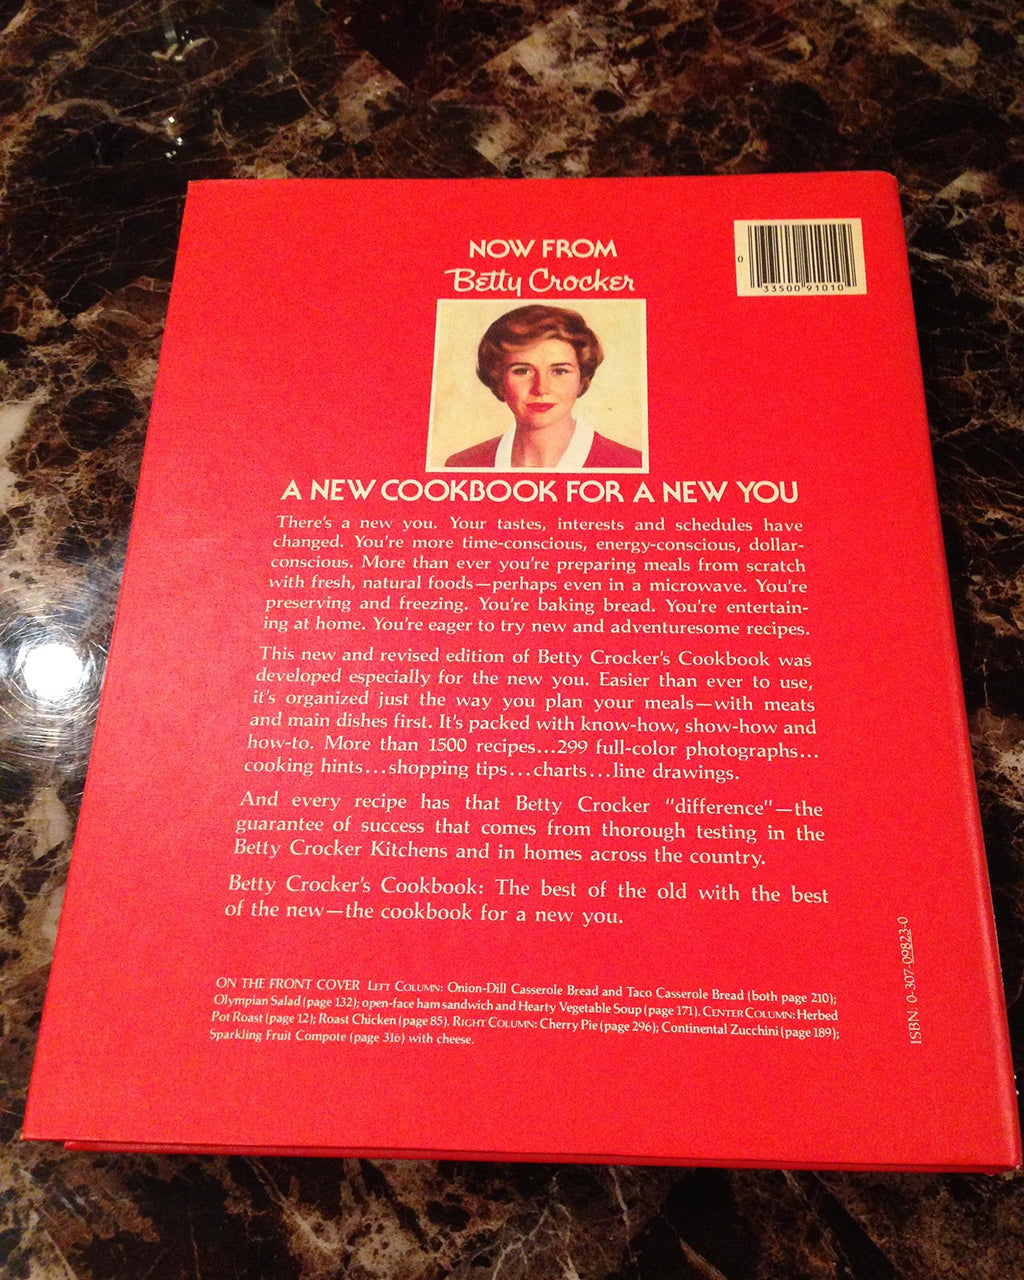 NOW FROM
Betty Crocker
0
33500 91010
A NEW COOKBOOK FOR A NEW YOU
There's a new you. Your tastes, interests and schedules have
changed. You're more time-conscious, energy-conscious, dollar-
conscious. More than ever you're preparing meals from scratch
with fresh, natural foods—perhaps even in a microwave. You're
preserving and freezing. You're baking bread. You're entertain-
ing at home. You're eager to try new and adventuresome recipes.
This new and revised edition of Betty Crocker's Cookbook was
developed especially for the new you. Easier than ever to use,
it's organized just the way you plan your meals—with meats
and main dishes first. It's packed with know-how, show-how and
how-to. More than 1500 recipes...299 full-color photographs...
cooking hints...shopping tips...charts...line drawings.
And every recipe has that Betty Crocker "difference"—the
guarantee of success that comes from thorough testing in the
Betty Crocker Kitchens and in homes across the country.
Betty Crocker's Cookbook: The best of the old with the best
of the new—the cookbook for a new you.
ON THE FRONT COVER LEFT COLUMN: Onion-Dill Casserole Bread and Taco Casserole Bread (both page 210);
Olympian Salad (page 132); open-face ham sandwich and Hearty Vegetable Soup (page 171). CENTER COLUMN: Herbed
Pot Roast (page 12); Roast Chicken (page 85). RIGHT COLUMN: Cherry Pie (page 296); Continental Zucchini (page 189);
Sparkling Fruit Compote (page 316) with cheese.
ISBN 0-307-09823-0